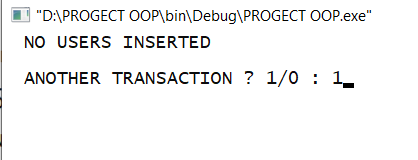 "D:\PROGECT OOP\bin\Debug\PROGECT OOP.exe"
NO USERS INSERTED
ANOTHER TRANSACTION ? 1/0 : 1